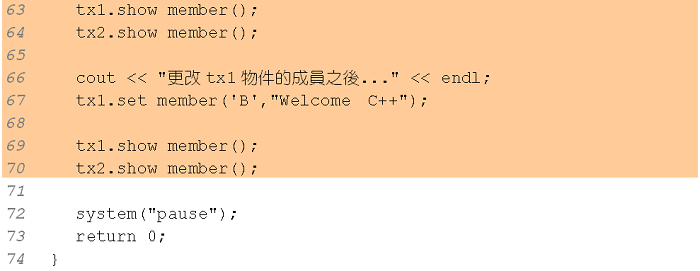 63 tx1.show member();
64 tx2.show member();
65
66 cout << "更改 tx1 物件的成員之後..." << endl;
67 tx1.set member('B',"Welcome C++");
68
69 tx1.show member();
70 tx2.show member();
71
72 system("pause");
73 return 0;
74 }